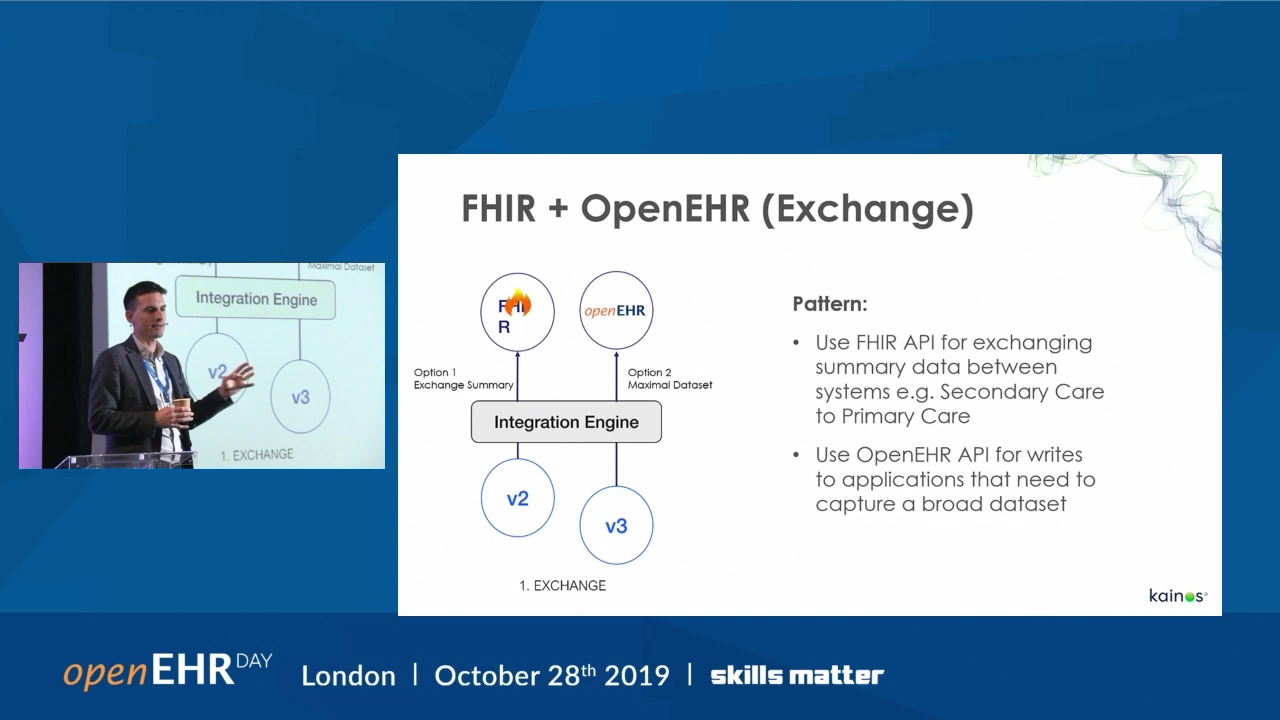 FHIR + OpenEHR (Exchange)
FHI
R
openEHR
Option 1
Exchange Summary
Option 2
Maximal Dataset
Integration Engine
v2
v3
1. EXCHANGE
Pattern:
• Use FHIR API for exchanging
summary data between
systems e.g. Secondary Care
to Primary Care
• Use OpenEHR API for writes
to applications that need to
capture a broad dataset
kainos
Maximal Dataset
Integration Engine
v2
v3
1. EXCHANGE
openEHR DAY
London | October 28th 2019 | skills matter